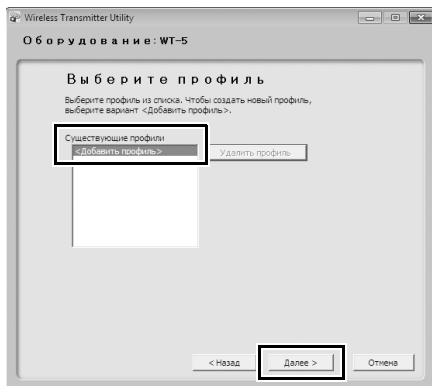 Wireless Transmitter Utility
Оборудование: WT-5
Выберите профиль
Выберите профиль из списка. Чтобы создать новый профиль,
выберите вариант <Добавить профиль>.
Существующие профили
<Добавить профиль>
Удалить профиль
< Назад
Далее >
Отмена